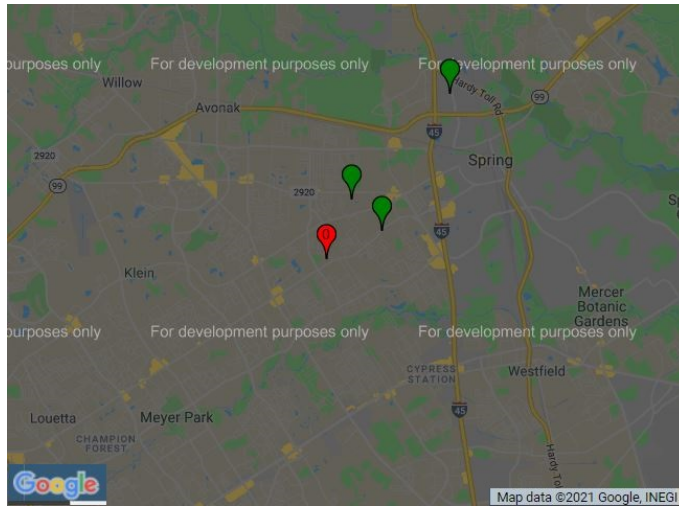 purposes only
For development purposes only
For development purposes only
Willow
Hardy Toll Rd
Avonak
99
45
2920
Spring
99
2920
45
0
Klein
Mercer
Botanic
Gardens
purposes only
For development purposes only
For development purposes only
CYPRESS
STATION
Westfield
45
Louetta
Meyer Park
CHAMPION
FOREST
Google
Map data ©2021 Google, INEGI